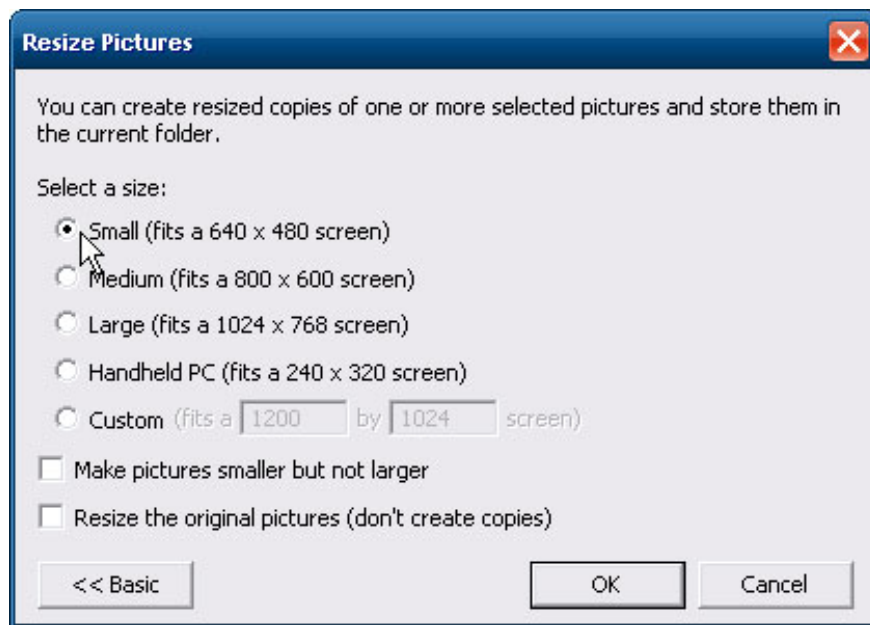 Resize Pictures
You can create resized copies of one or more selected pictures and store them in
the current folder.
Select a size:
Small (fits a 640 x 480 screen)
Medium (fits a 800 x 600 screen)
Large (fits a 1024 x 768 screen)
Handheld PC (fits a 240 x 320 screen)
Custom (fits a 1200 by 1024 screen)
Make pictures smaller but not larger
Resize the original pictures (don't create copies)
<< Basic OK Cancel